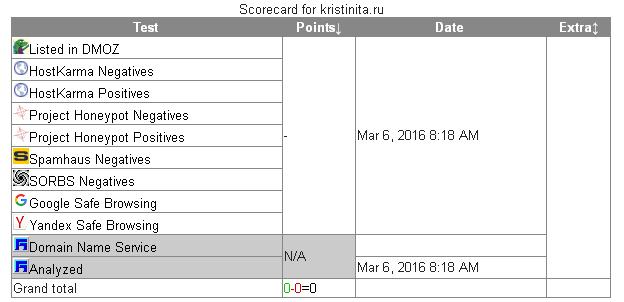 Scorecard for kristinita.ru
Test Points↓ Date Extra↕
Listed in DMOZ
HostKarma Negatives
HostKarma Positives
Project Honeypot Negatives
Project Honeypot Positives - Mar 6, 2016 8:18 AM
Spamhaus Negatives
SORBS Negatives
Google Safe Browsing
Yandex Safe Browsing
Domain Name Service
N/A
Analyzed Mar 6, 2016 8:18 AM
Grand total 0-0=0